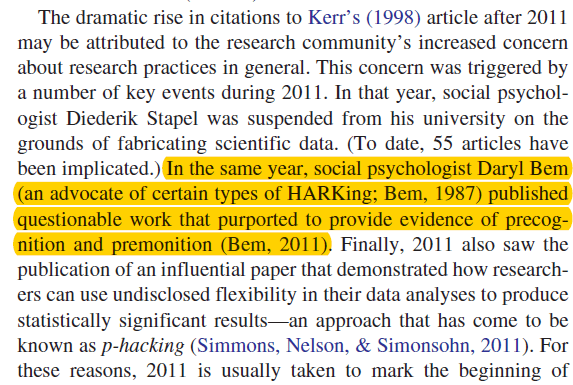 The dramatic rise in citations to Kerr's (1998) article after 2011
may be attributed to the research community's increased concern
about research practices in general. This concern was triggered by
a number of key events during 2011. In that year, social psychol-
ogist Diederik Stapel was suspended from his university on the
grounds of fabricating scientific data. (To date, 55 articles have
been implicated.) In the same year, social psychologist Daryl Bem
(an advocate of certain types of HARKing; Bem, 1987) published
questionable work that purported to provide evidence of precog-
nition and premonition (Bem, 2011). Finally, 2011 also saw the
publication of an influential paper that demonstrated how research-
ers can use undisclosed flexibility in their data analyses to produce
statistically significant results—an approach that has come to be
known as p-hacking (Simmons, Nelson, & Simonsohn, 2011). For
these reasons, 2011 is usually taken to mark the beginning of